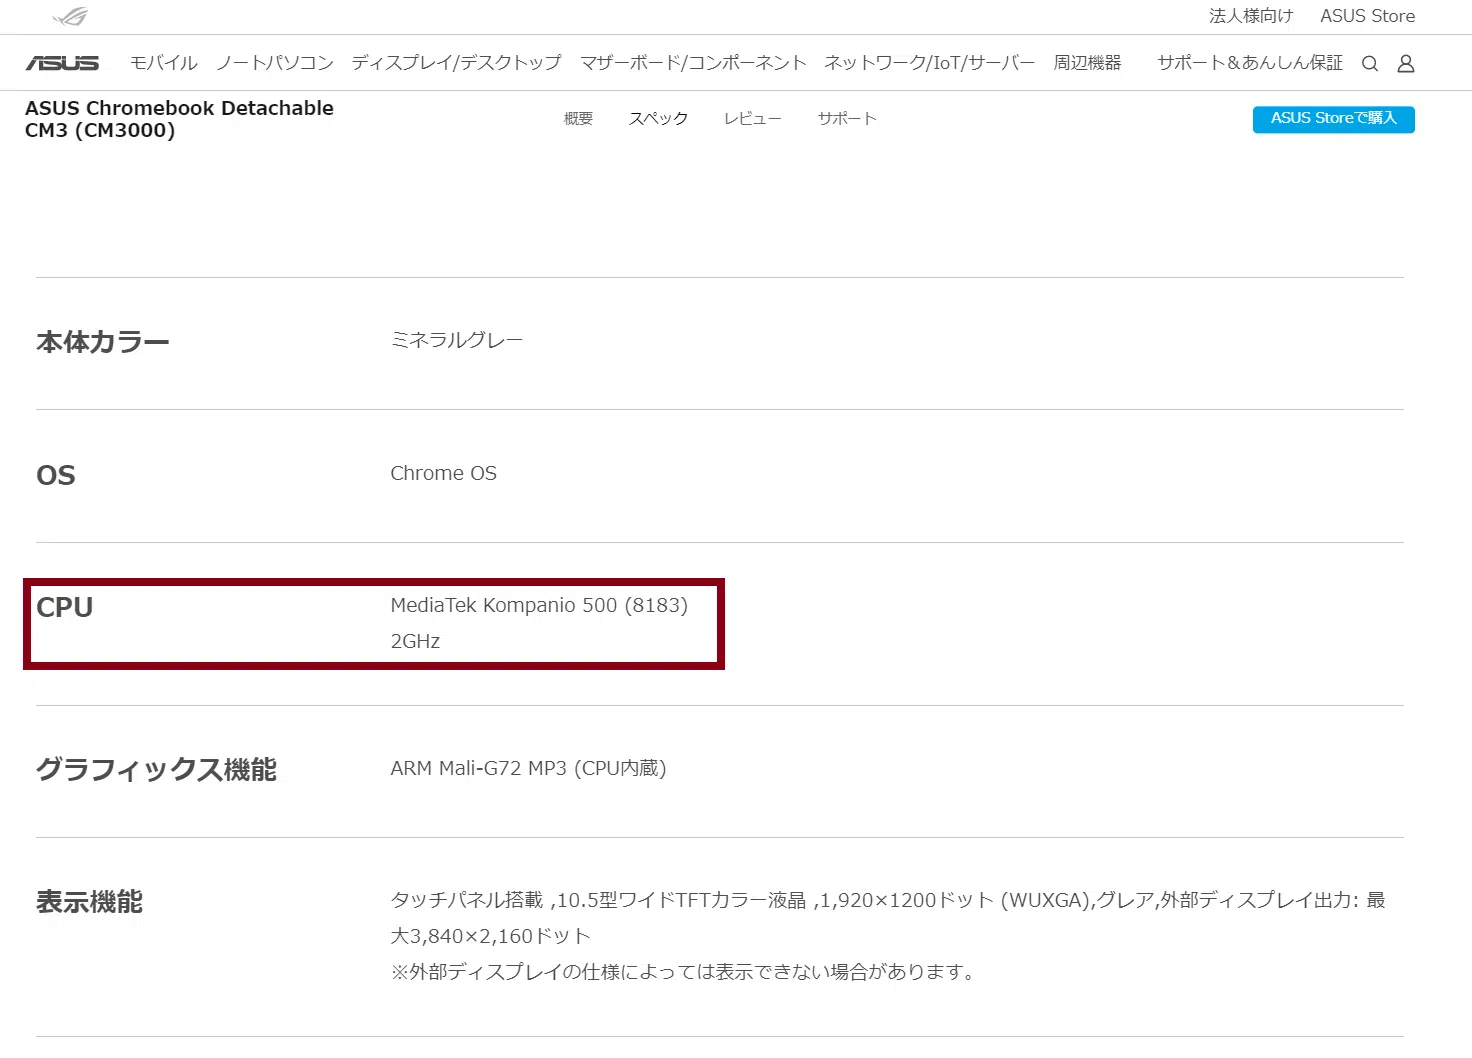 法人様向け ASUS Store
ASUS モバイル ノートパソコン ディスプレイ/デスクトップ マザーボード/コンポーネント ネットワーク/IoT/サーバー 周辺機器 サポート&あんしん保証
ASUS Chromebook Detachable
CM3 (CM3000)
概要 スペック レビュー サポート
ASUS Storeで購入
本体カラー ミネラルグレー
OS Chrome OS
CPU MediaTek Kompanio 500 (8183)
2GHz
グラフィックス機能 ARM Mali-G72 MP3 (CPU内蔵)
表示機能 タッチパネル搭載 ,10.5型ワイドTFTカラー液晶 ,1,920×1200ドット (WUXGA),グレア,外部ディスプレイ出力: 最
大3,840×2,160ドット
※外部ディスプレイの仕様によっては表示できない場合があります。